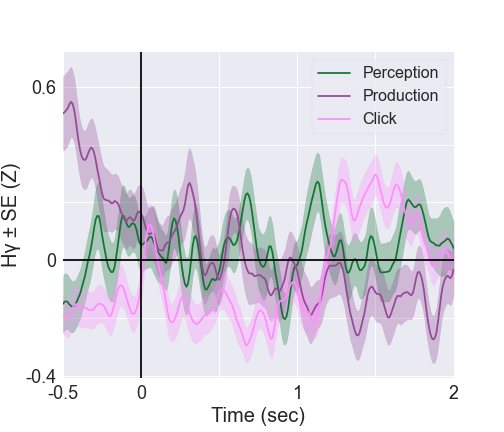 Perception
Production
Click
Hγ ± SE (Z)
0.6
0
-0.4
-0.5 0 1 2
Time (sec)